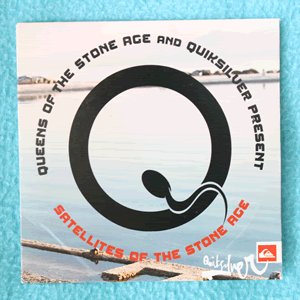 QUEENS OF THE STONE AGE AND QUIKSILVER PRESENT
SATELLITES OF THE STONE AGE
Quiksilver